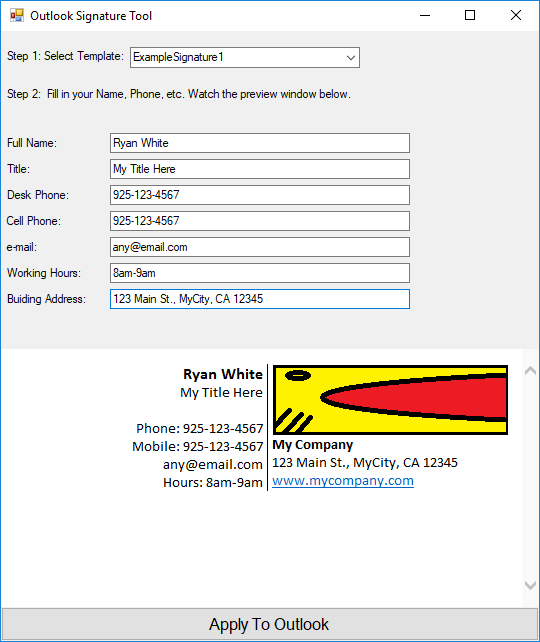 Outlook Signature Tool
Step 1: Select Template: ExampleSignature1
Step 2:  Fill in your Name, Phone, etc. Watch the preview window below.
Full Name: Ryan White
Title: My Title Here
Desk Phone: 925-123-4567
Cell Phone: 925-123-4567
e-mail: any@email.com
Working Hours: 8am-9am
Buiding Address: 123 Main St., MyCity, CA 12345
Ryan White
My Title Here
Phone: 925-123-4567
Mobile: 925-123-4567
any@email.com
Hours: 8am-9am
My Company
123 Main St., MyCity, CA 12345
www.mycompany.com
Apply To Outlook